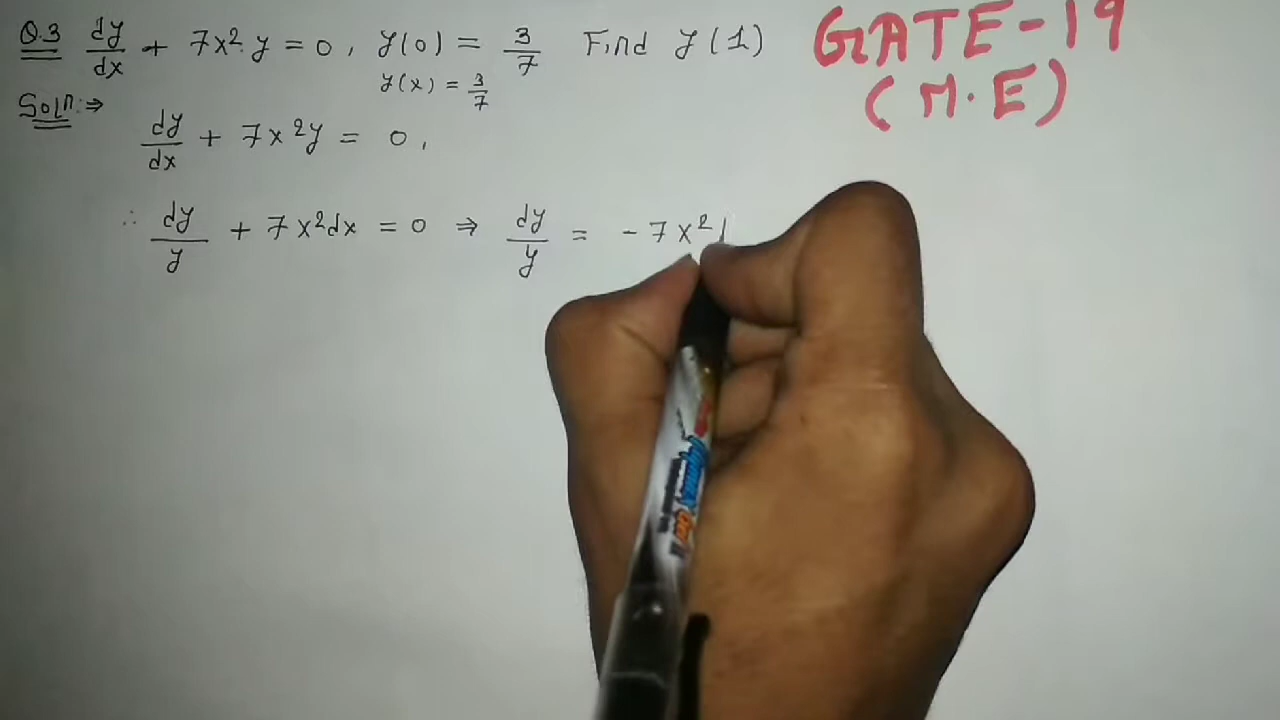 Q.3 dy/dx + 7x².y = 0, y(0) = 3/7 Find y(1)
y(x) = 3/7
GATE-19
(M.E)
Solⁿ:⇒
dy/dx + 7x²y = 0,
∴ dy/y + 7x²dx = 0 ⇒ dy/y = -7x²